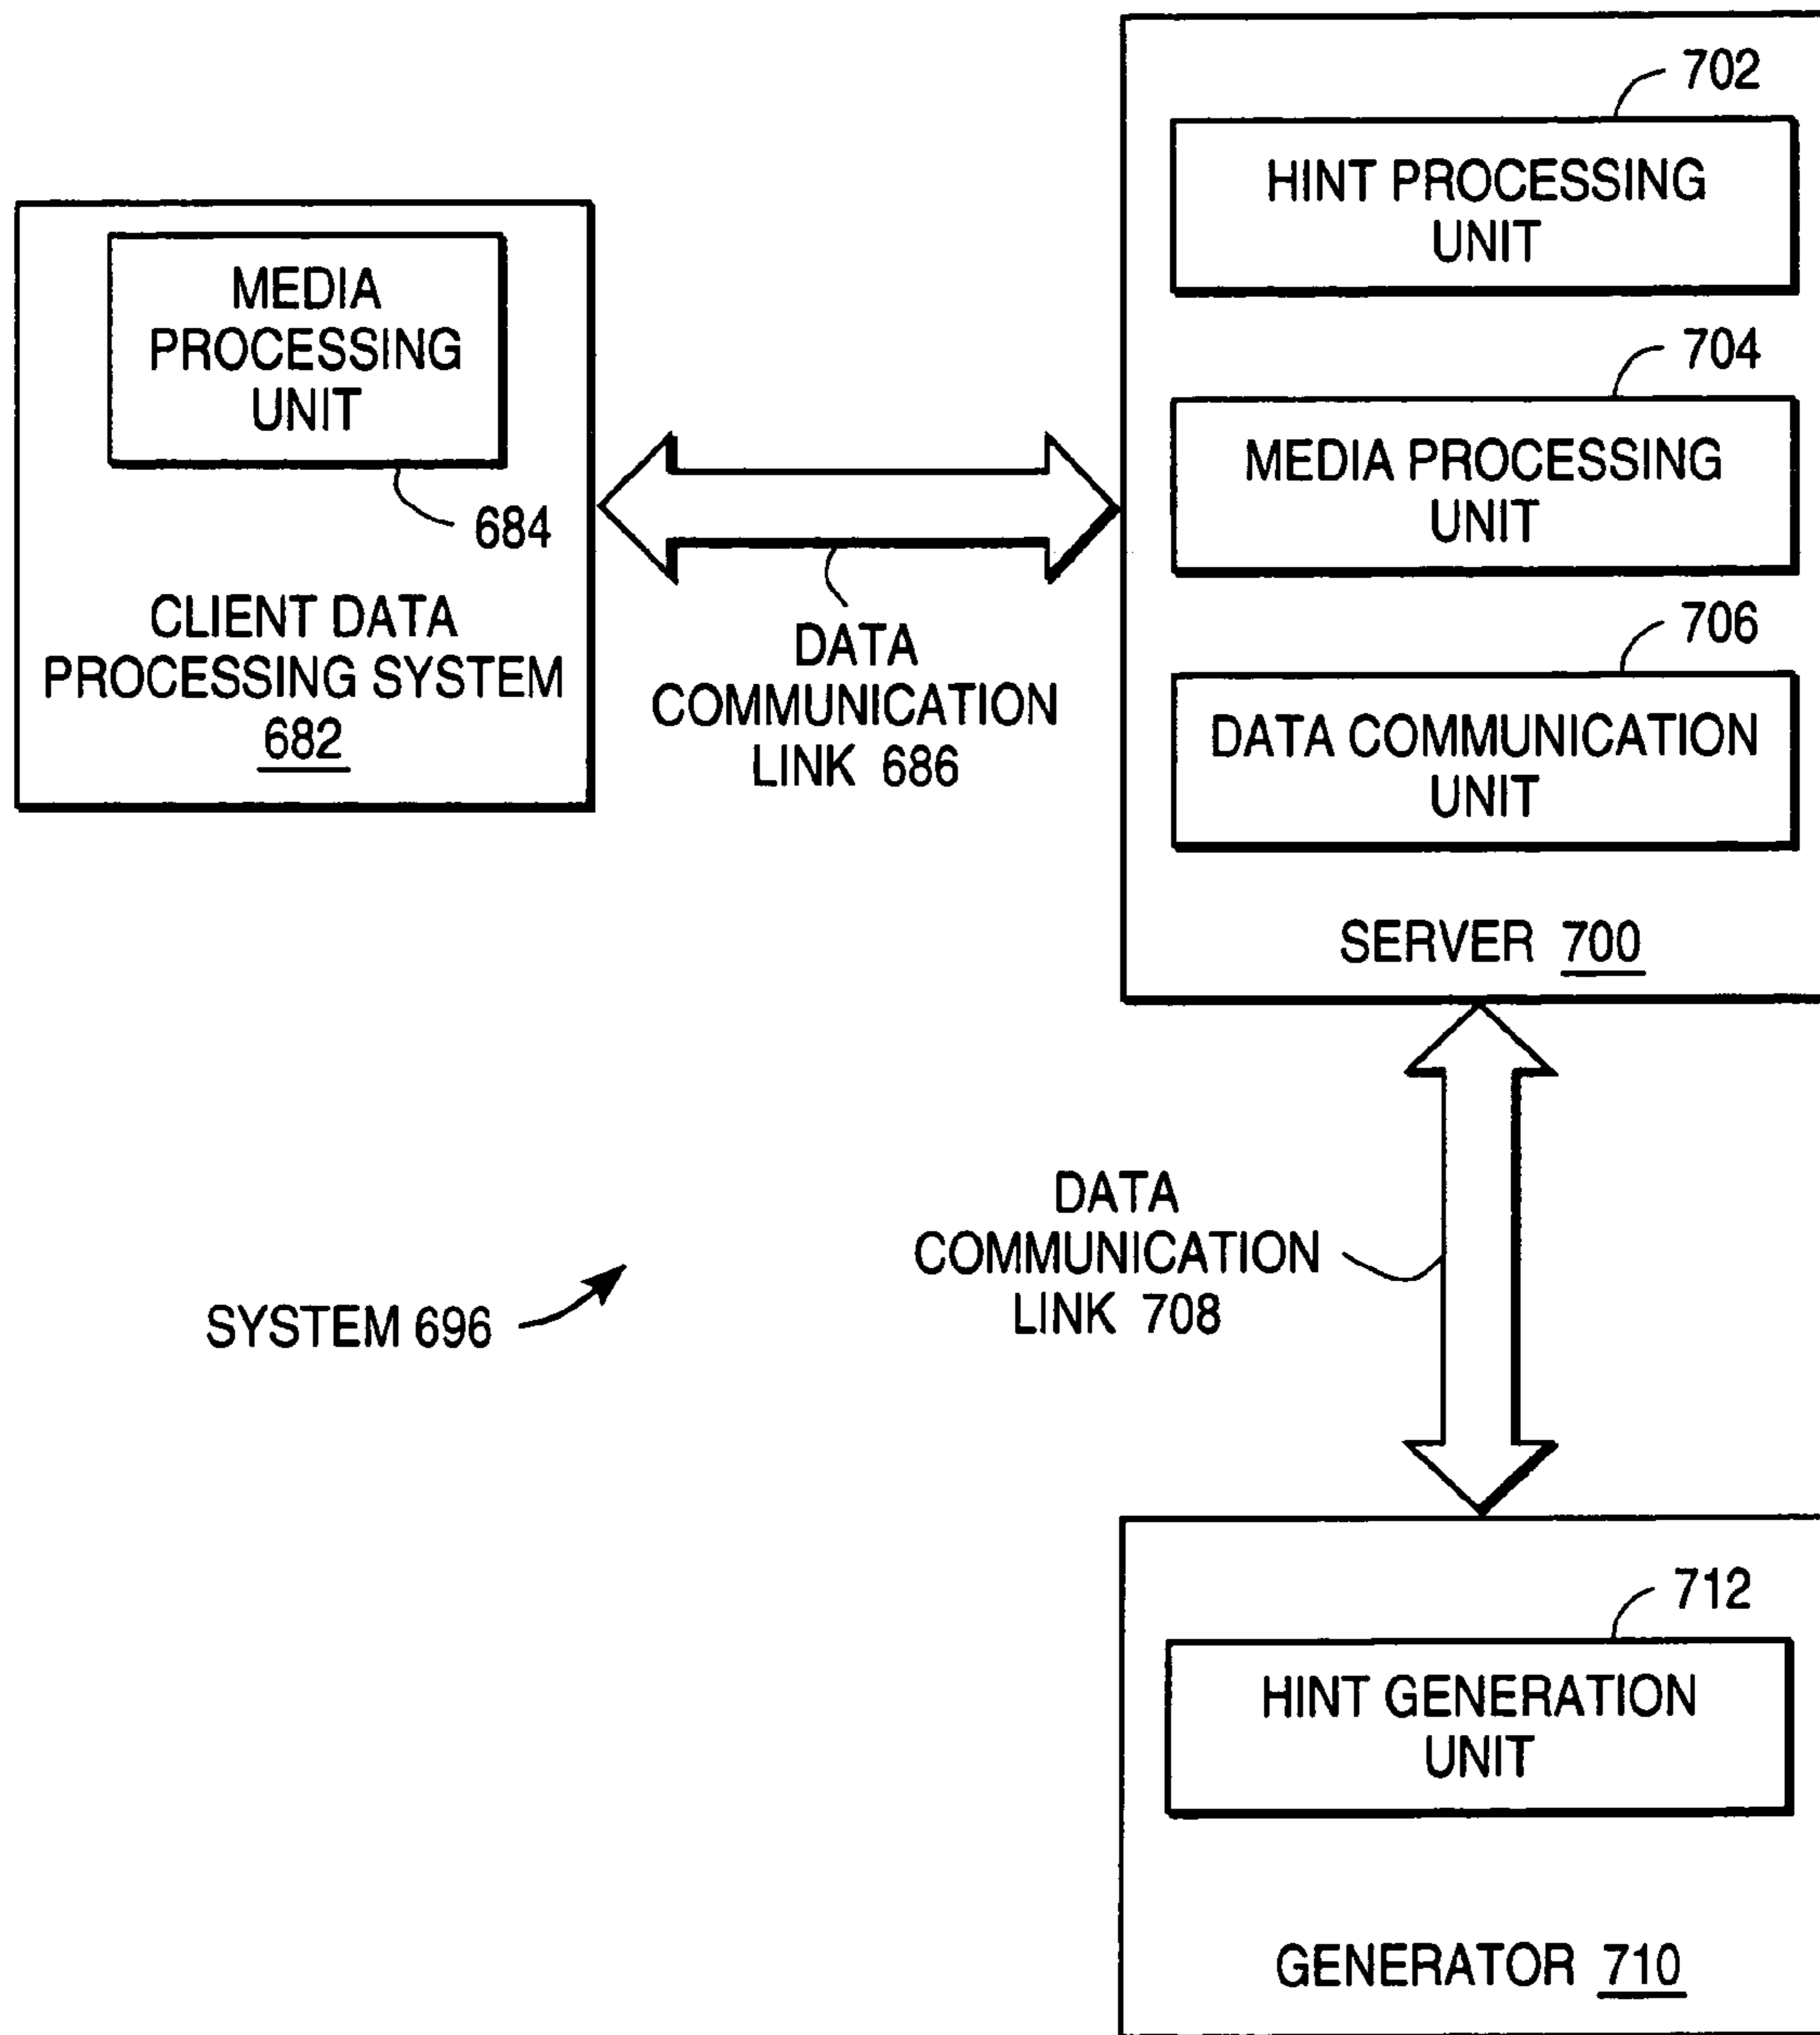 702
HINT PROCESSING
UNIT
704
MEDIA PROCESSING
UNIT
706
DATA COMMUNICATION
UNIT
SERVER 700
MEDIA
PROCESSING
UNIT
684
CLIENT DATA
PROCESSING SYSTEM
682
DATA
COMMUNICATION
LINK 686
DATA
COMMUNICATION
LINK 708
SYSTEM 696
712
HINT GENERATION
UNIT
GENERATOR 710